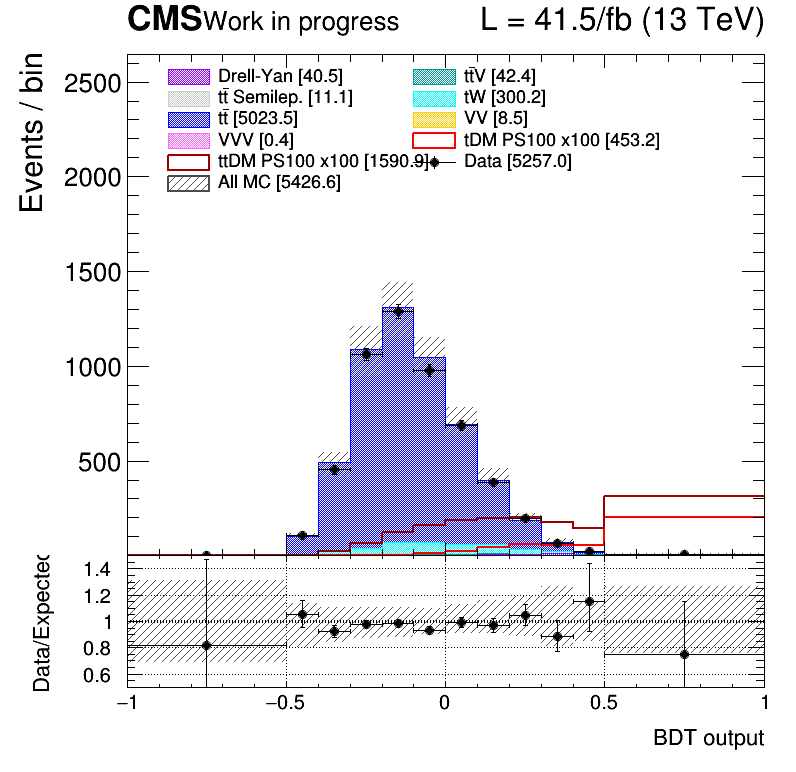 CMS Work in progress L = 41.5/fb (13 TeV)
Events / bin
2500
2000
1500
1000
500
Drell-Yan [40.5] tt̄V [42.4]
tt̄ Semilep. [11.1] tW [300.2]
tt̄ [5023.5] VV [8.5]
VVV [0.4] tDM PS100 x100 [453.2]
ttDM PS100 x100 [1590.9] Data [5257.0]
All MC [5426.6]
Data/Expected
1.4
1.2
1
0.8
0.6
−1 −0.5 0 0.5 1
BDT output